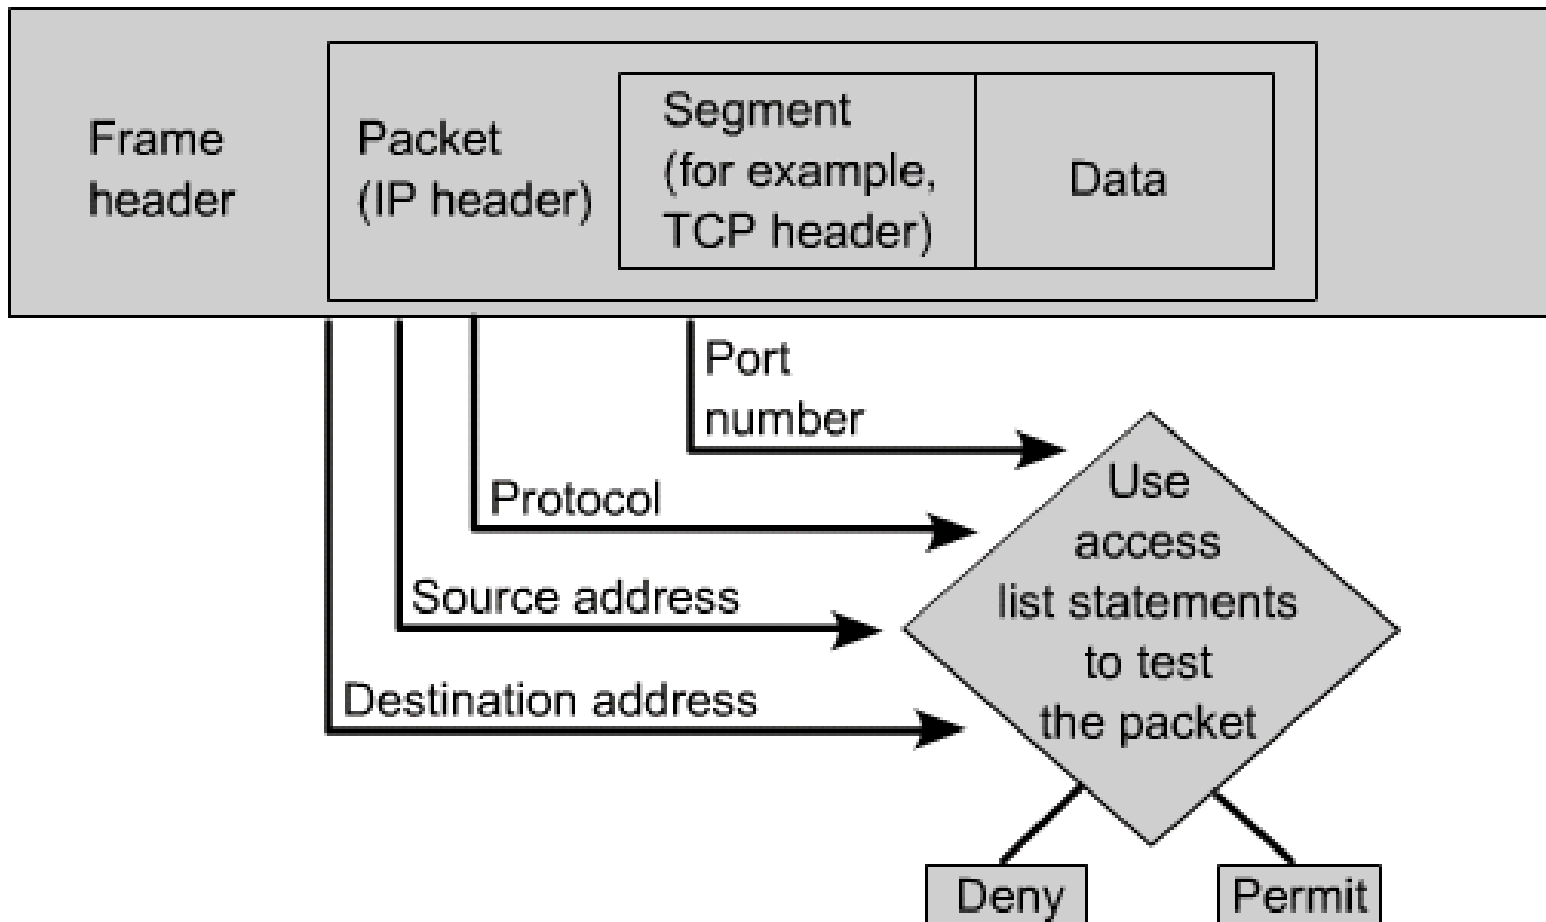 Frame
header
Packet
(IP header)
Segment
(for example,
TCP header)
Data
Port
number
Protocol
Source address
Destination address
Use
access
list statements
to test
the packet
Deny
Permit